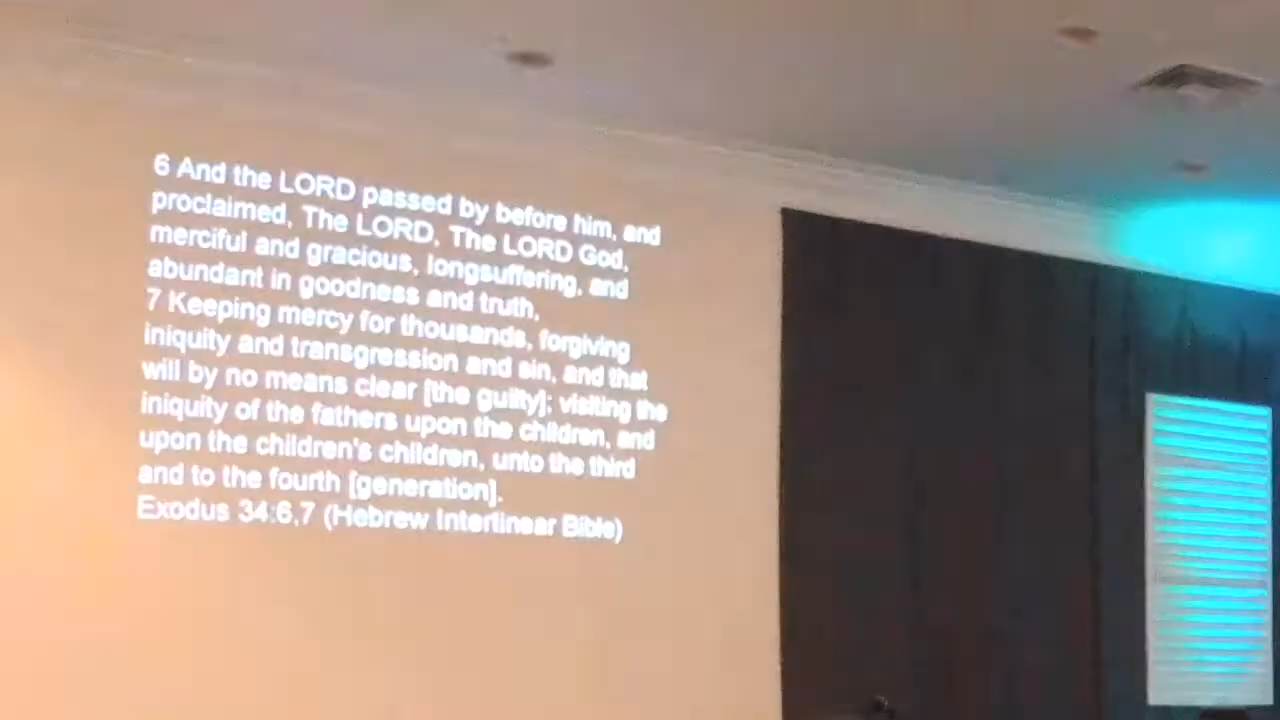 6 And the LORD passed by before him, and
proclaimed, The LORD, The LORD God,
merciful and gracious, longsuffering, and
abundant in goodness and truth,
7 Keeping mercy for thousands, forgiving
iniquity and transgression and sin, and that
will by no means clear [the guilty]; visiting the
iniquity of the fathers upon the children, and
upon the children's children, unto the third
and to the fourth [generation].
Exodus 34:6,7 (Hebrew Interlinear Bible)